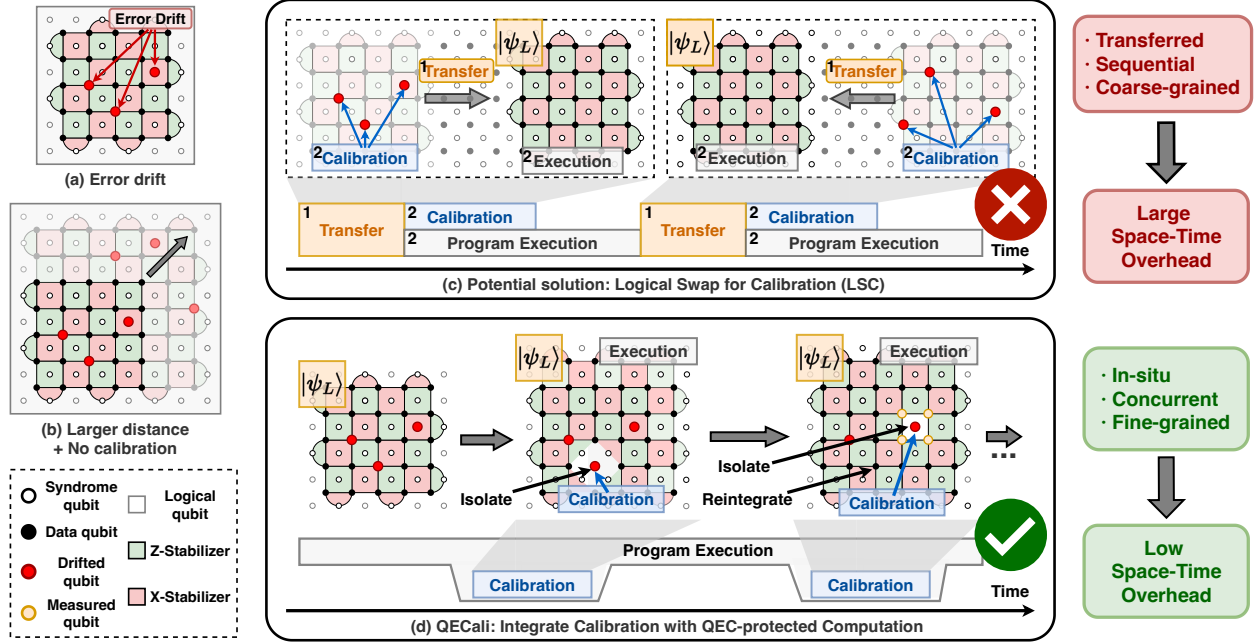 Error Drift
(a) Error drift
(b) Larger distance
+ No calibration
Syndrome
qubit
Data qubit
Drifted
qubit
Measured
qubit
Logical
qubit
Z-Stabilizer
X-Stabilizer
|ψL⟩
|ψL⟩
1 Transfer
1 Transfer
2 Calibration
2 Execution
2 Execution
2 Calibration
1 Transfer
2 Calibration
2 Program Execution
1 Transfer
2 Calibration
2 Program Execution
Time
(c) Potential solution: Logical Swap for Calibration (LSC)
|ψL⟩
|ψL⟩
Execution
|ψL⟩
Execution
Isolate
Calibration
Isolate
Reintegrate
Calibration
...
Program Execution
Calibration
Calibration
Time
(d) QECali: Integrate Calibration with QEC-protected Computation
· Transferred
· Sequential
· Coarse-grained
Large
Space-Time
Overhead
· In-situ
· Concurrent
· Fine-grained
Low
Space-Time
Overhead